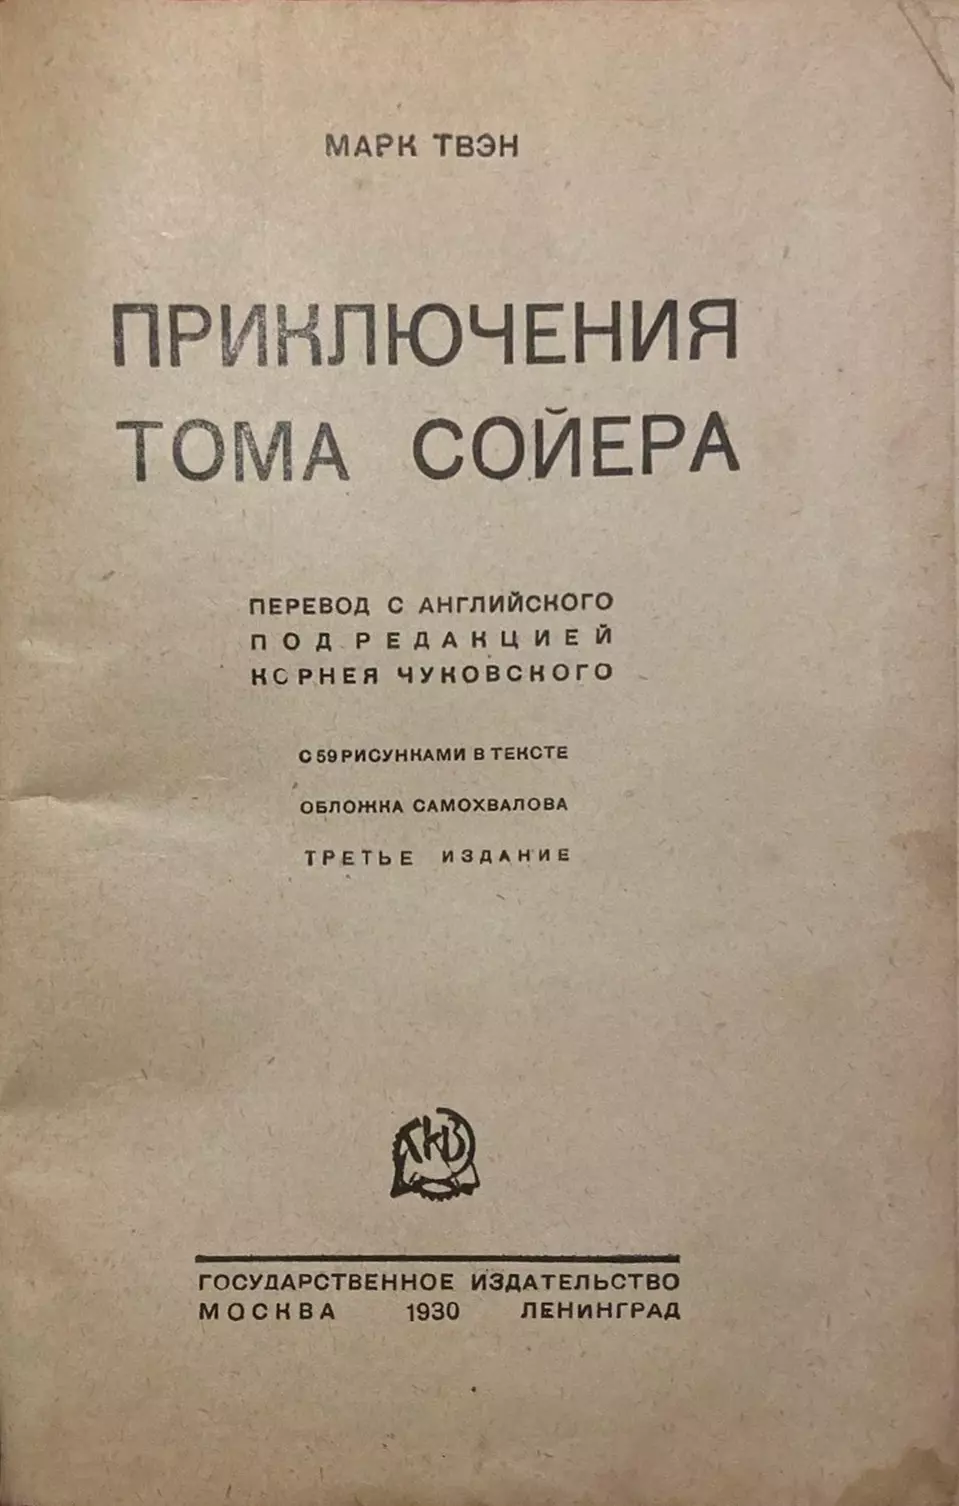 МАРК ТВЭН
ПРИКЛЮЧЕНИЯ
ТОМА СОЙЕРА
ПЕРЕВОД С АНГЛИЙСКОГО
ПОД РЕДАКЦИЕЙ
КОРНЕЯ ЧУКОВСКОГО
С 59 РИСУНКАМИ В ТЕКСТЕ
ОБЛОЖКА САМОХВАЛОВА
ТРЕТЬЕ ИЗДАНИЕ
ГОСУДАРСТВЕННОЕ ИЗДАТЕЛЬСТВО
МОСКВА 1930 ЛЕНИНГРАД